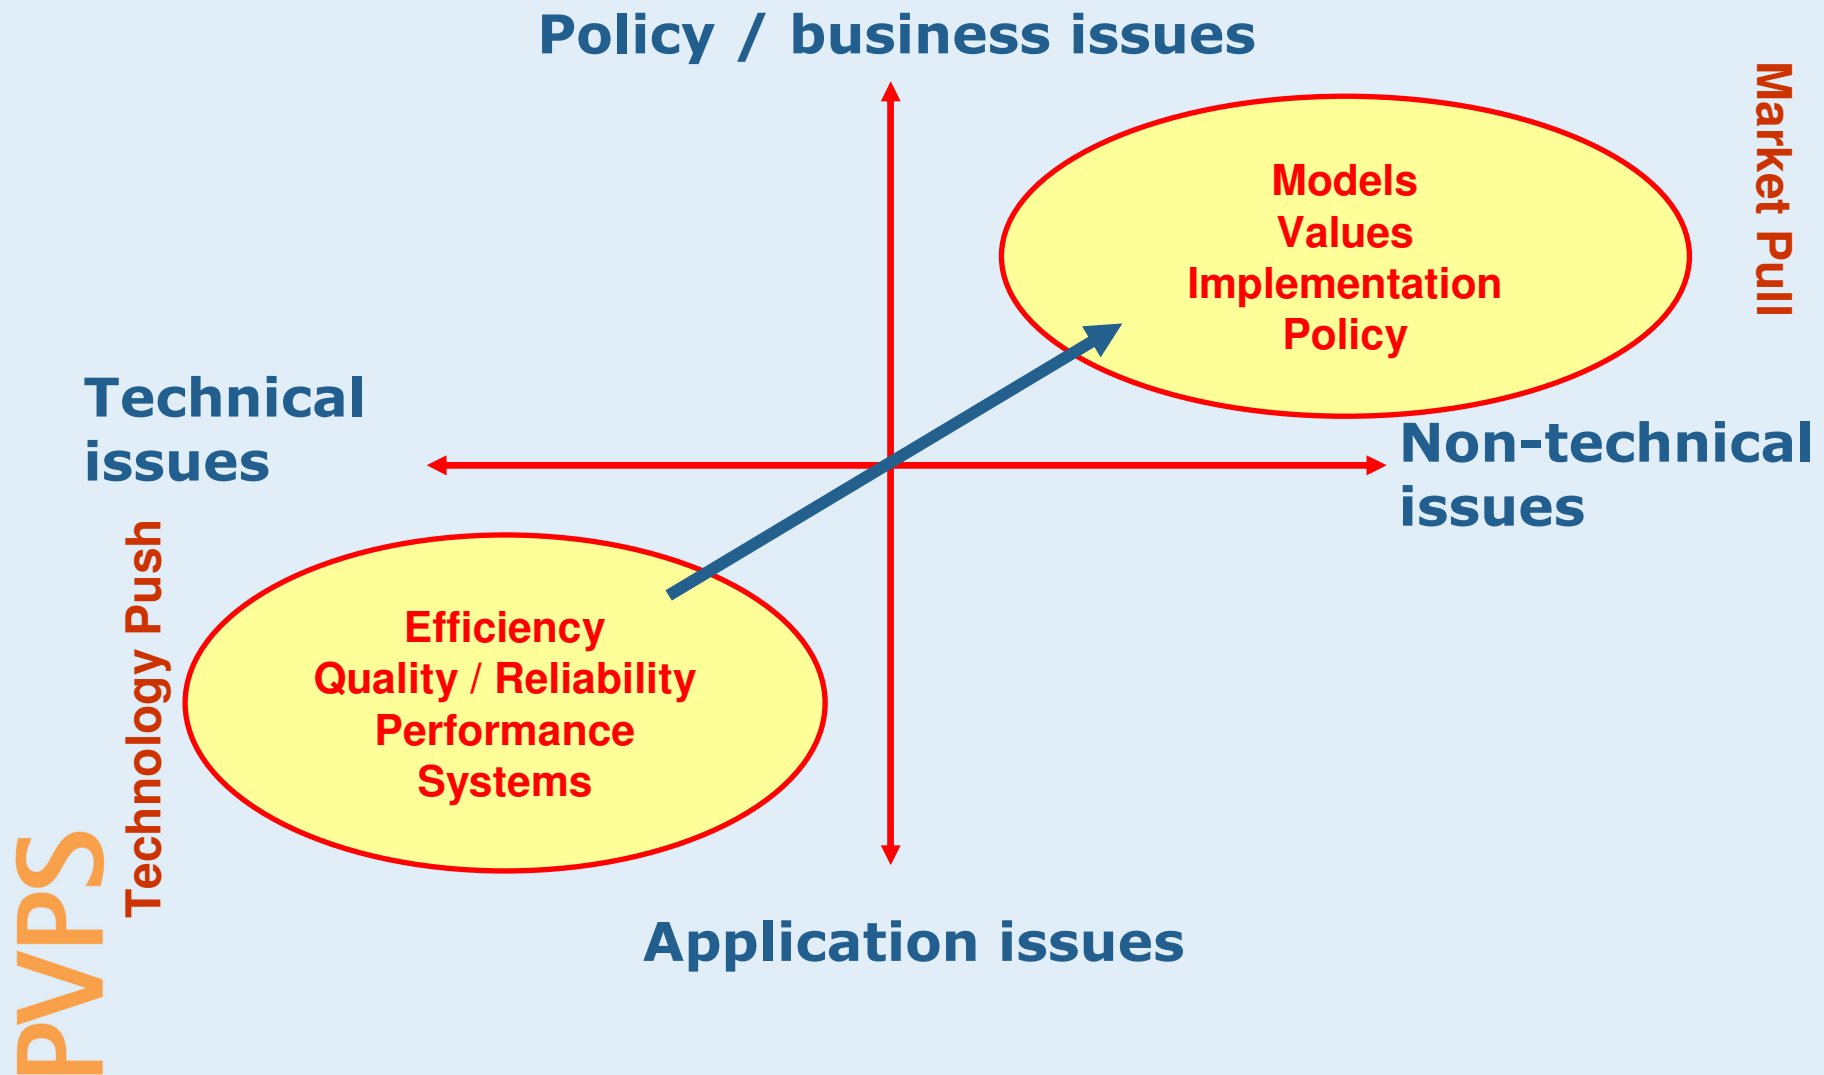 Policy / business issues
Market Pull
Models
Values
Implementation
Policy
Technical
issues
Non-technical
issues
Technology Push
Efficiency
Quality / Reliability
Performance
Systems
Application issues
PVPS